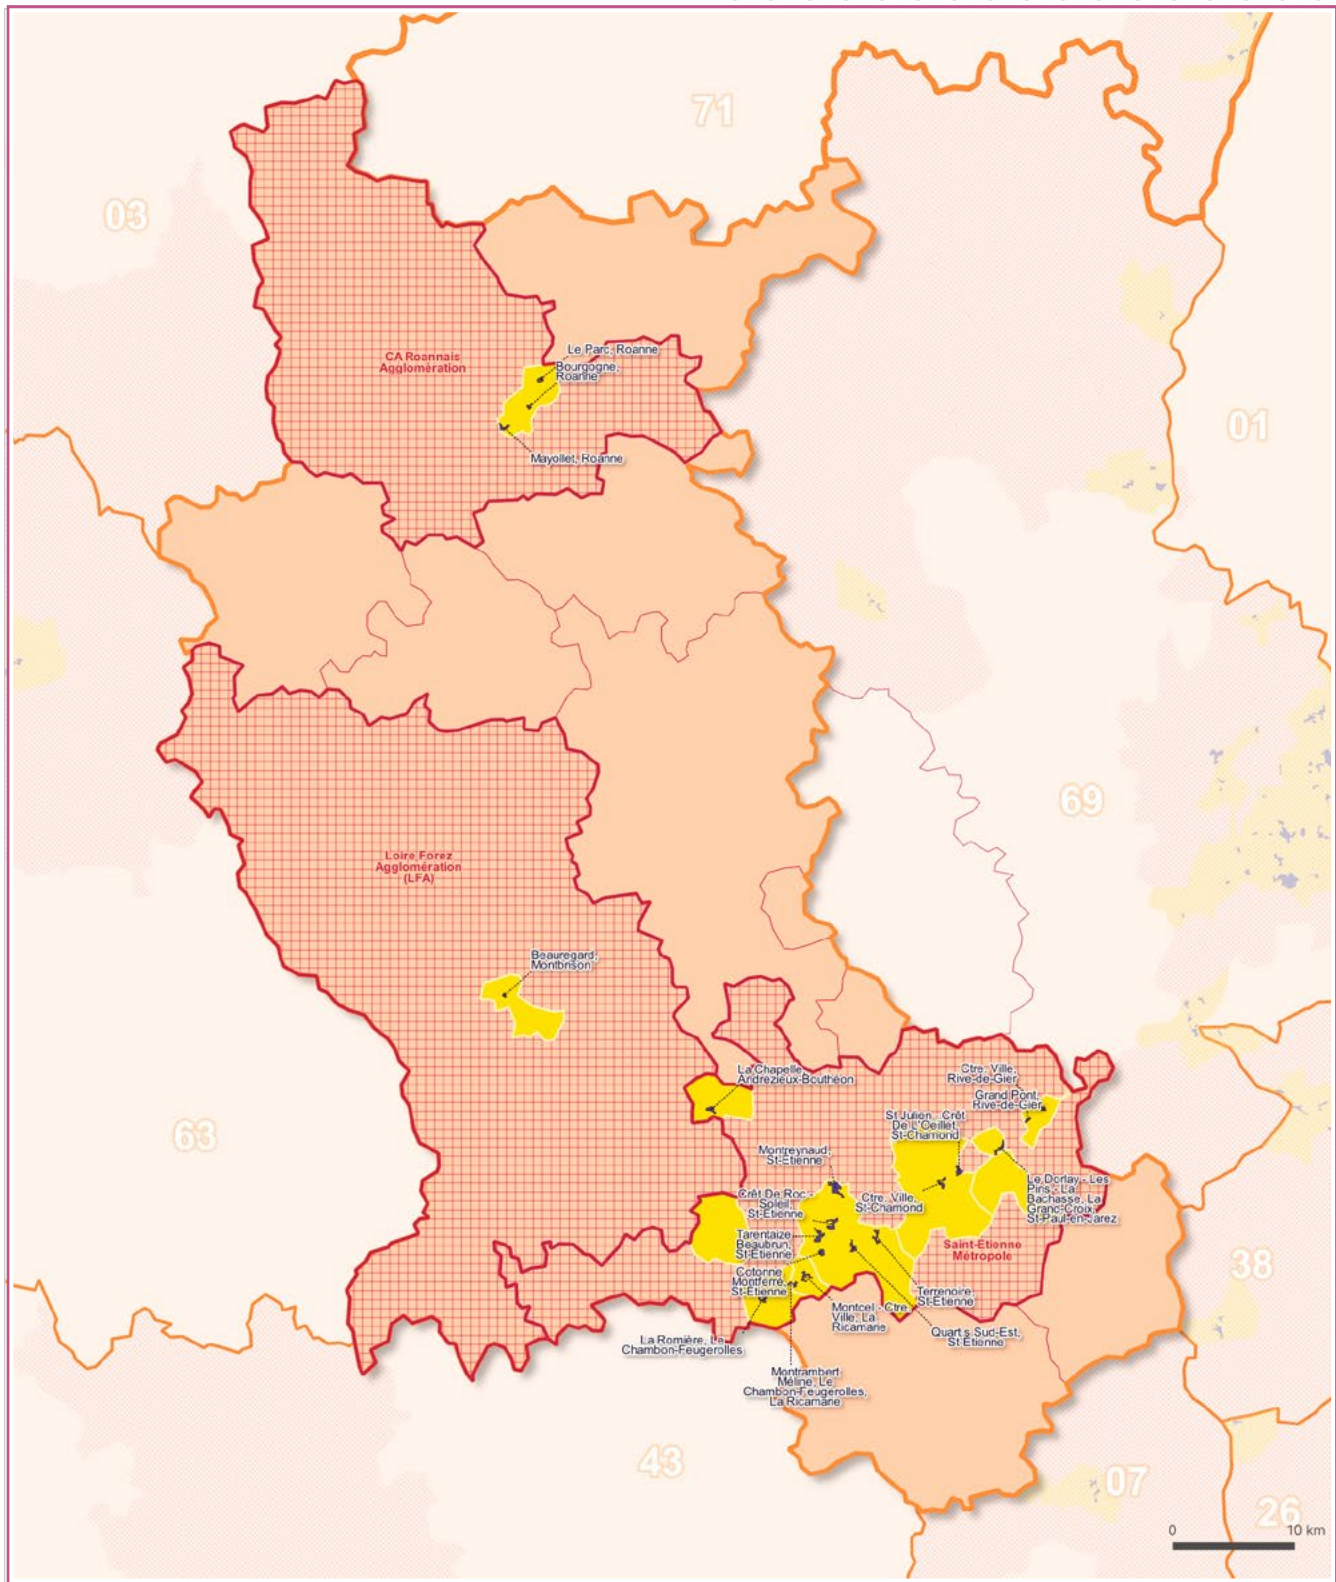 71
03
Le Parc, Roanne
CA Roannais
Agglomération
Bourgogne,
Roanne
01
Mayollet, Roanne
69
Loire Forez
Agglomération
(LFA)
Beauregard,
Montbrison
La Chapelle,
Andrézieux-Bouthéon
Ctre. Ville,
Rive-de-Gier
Grand Pont,
Rive-de-Gier
St Julien - Crêt
De L'Oeillet,
St-Chamond
63
Montreynaud,
St-Etienne
Le Dorlay - Les
Pins - La
Bachasse, La
Grand-Croix,
St-Paul-en-Jarez
Crêt De Roc -
Soleil,
St-Etienne
Ctre. Ville,
St-Chamond
Tarentaize
Beaubrun,
St-Etienne
Saint-Etienne
Métropole
38
Cotonne
Montferré,
St-Etienne
Terrenoire,
St-Etienne
Montcel - Ctre.
Ville, La
Ricamarie
Quart.s Sud-Est,
St-Etienne
La Romière, Le
Chambon-Feugerolles
Montrambert
Méline, Le
Chambon-Feugerolles,
La Ricamarie
43
07
26
0 10 km